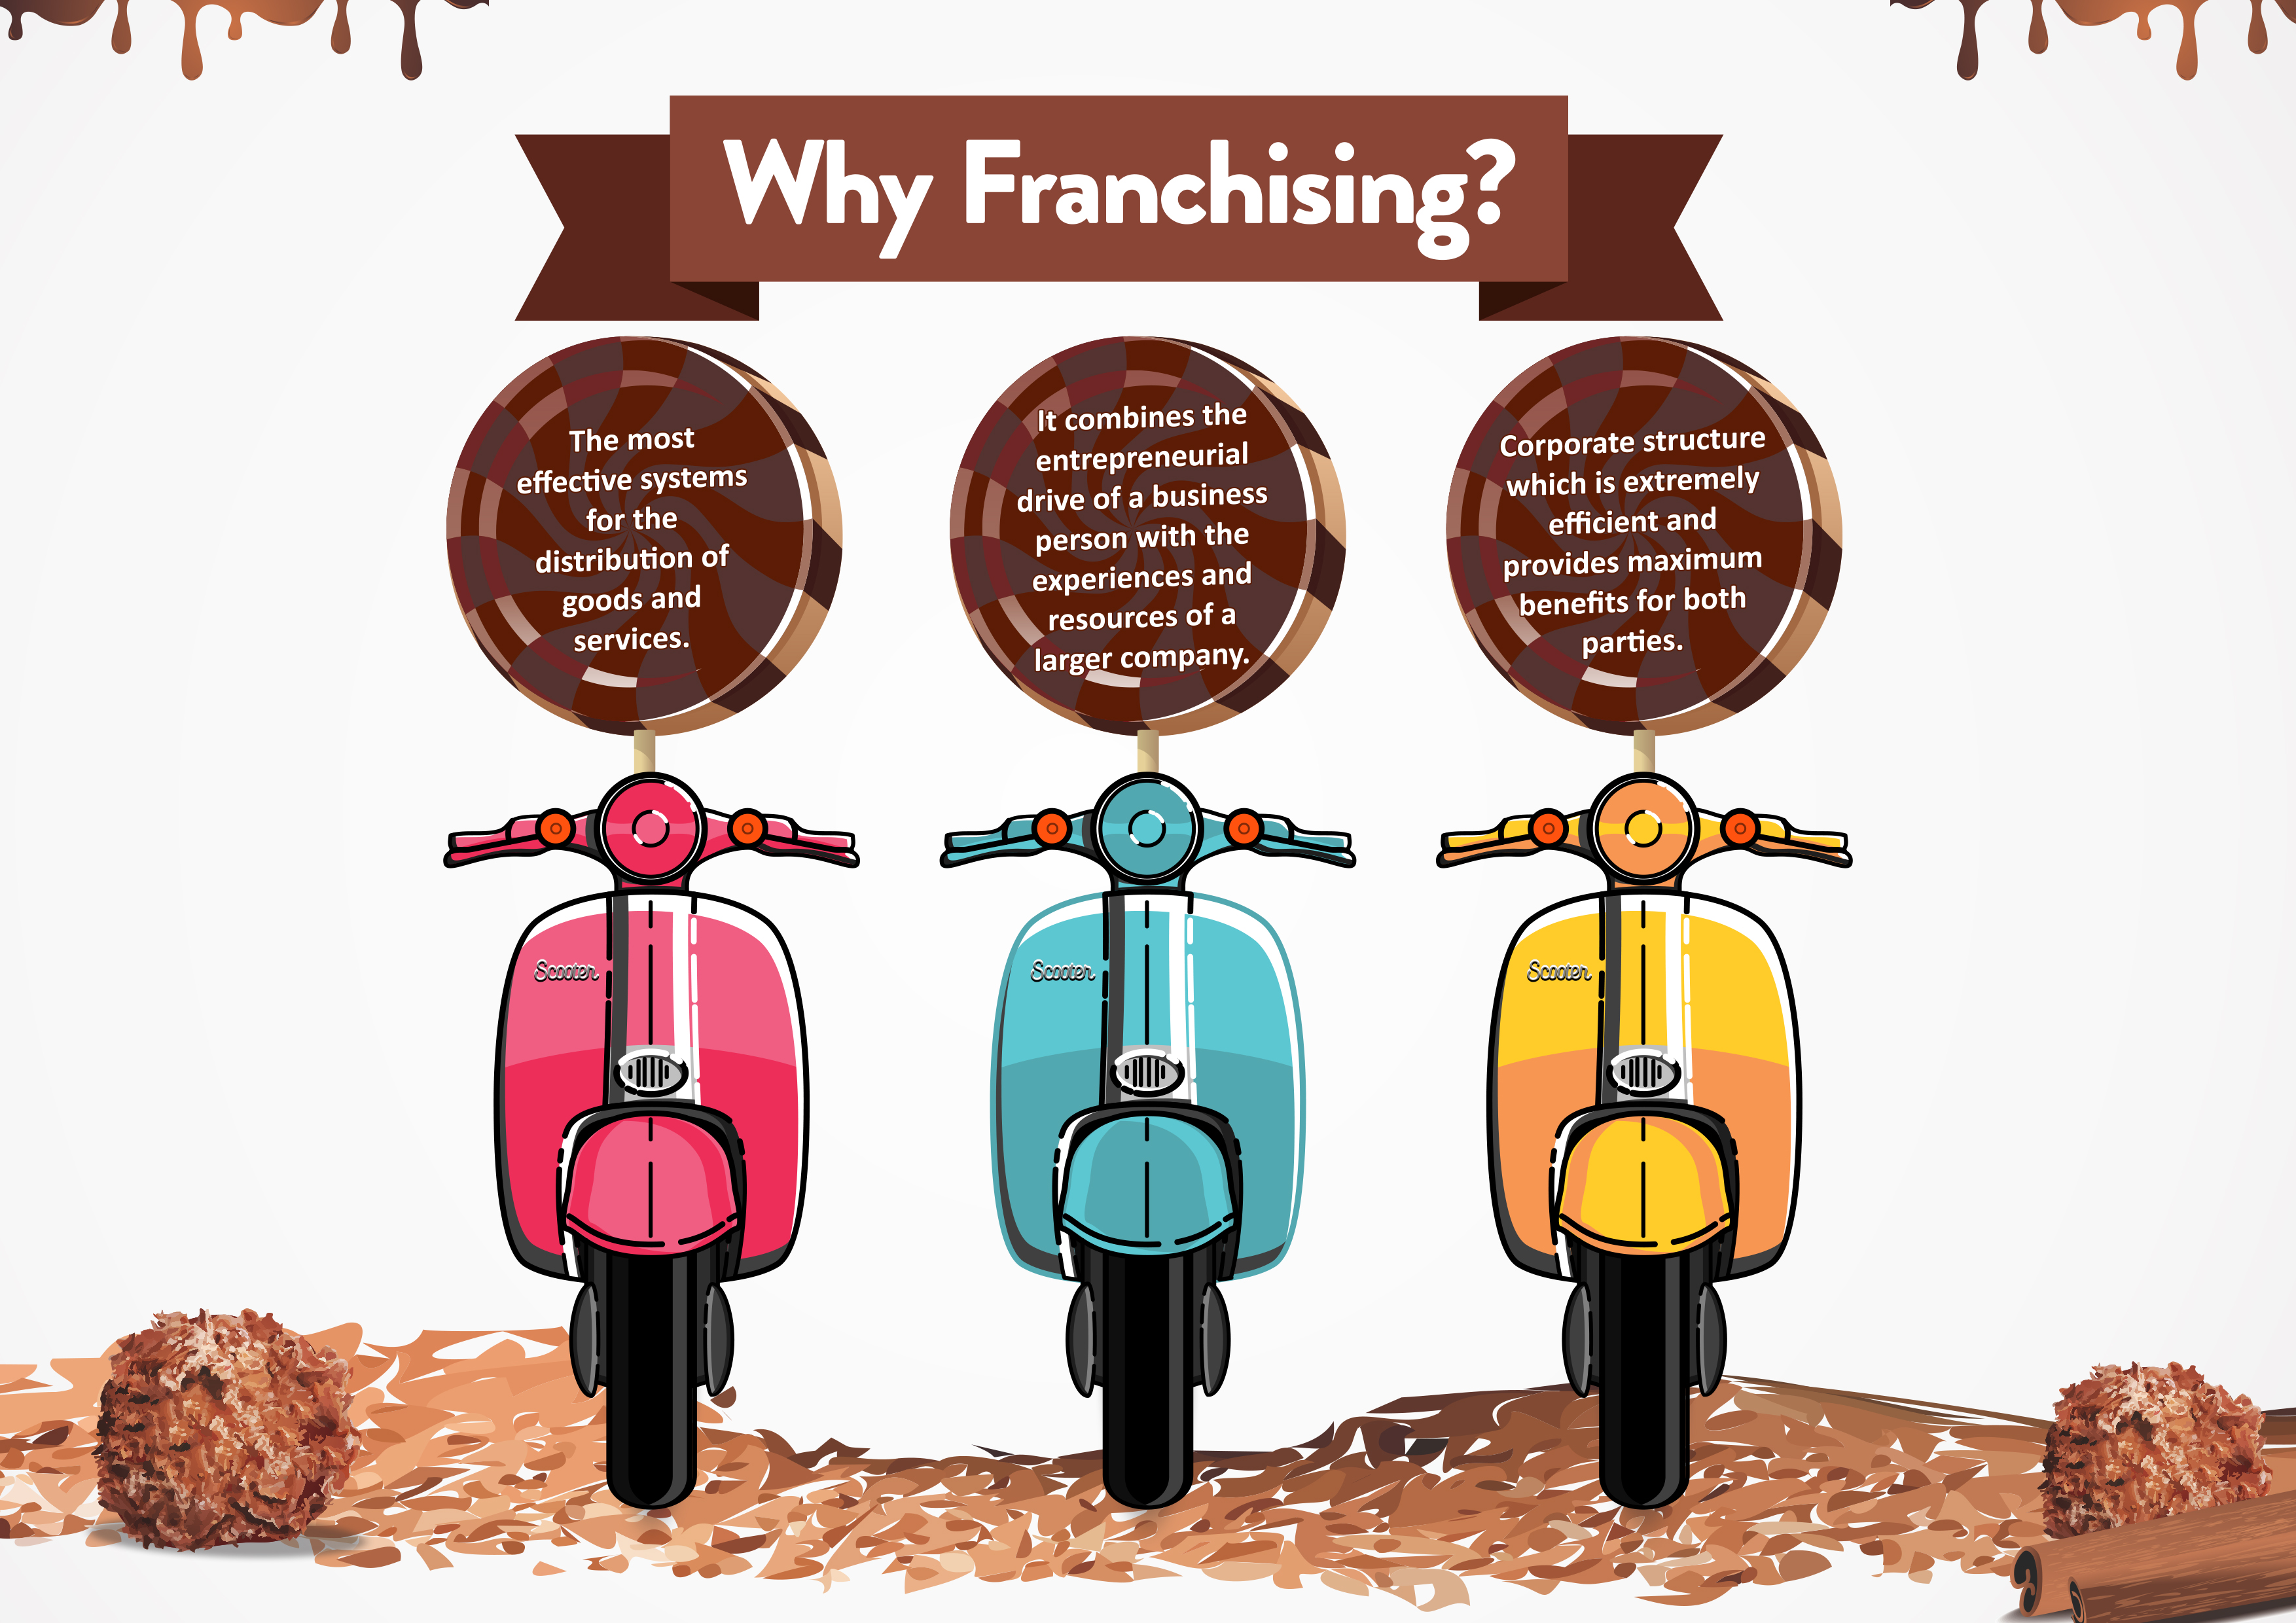 Why Franchising?
The most
effective systems
for the
distribution of
goods and
services.
It combines the
entrepreneurial
drive of a business
person with the
experiences and
resources of a
larger company.
Corporate structure
which is extremely
efficient and
provides maximum
benefits for both
parties.
Scooter
Scooter
Scooter